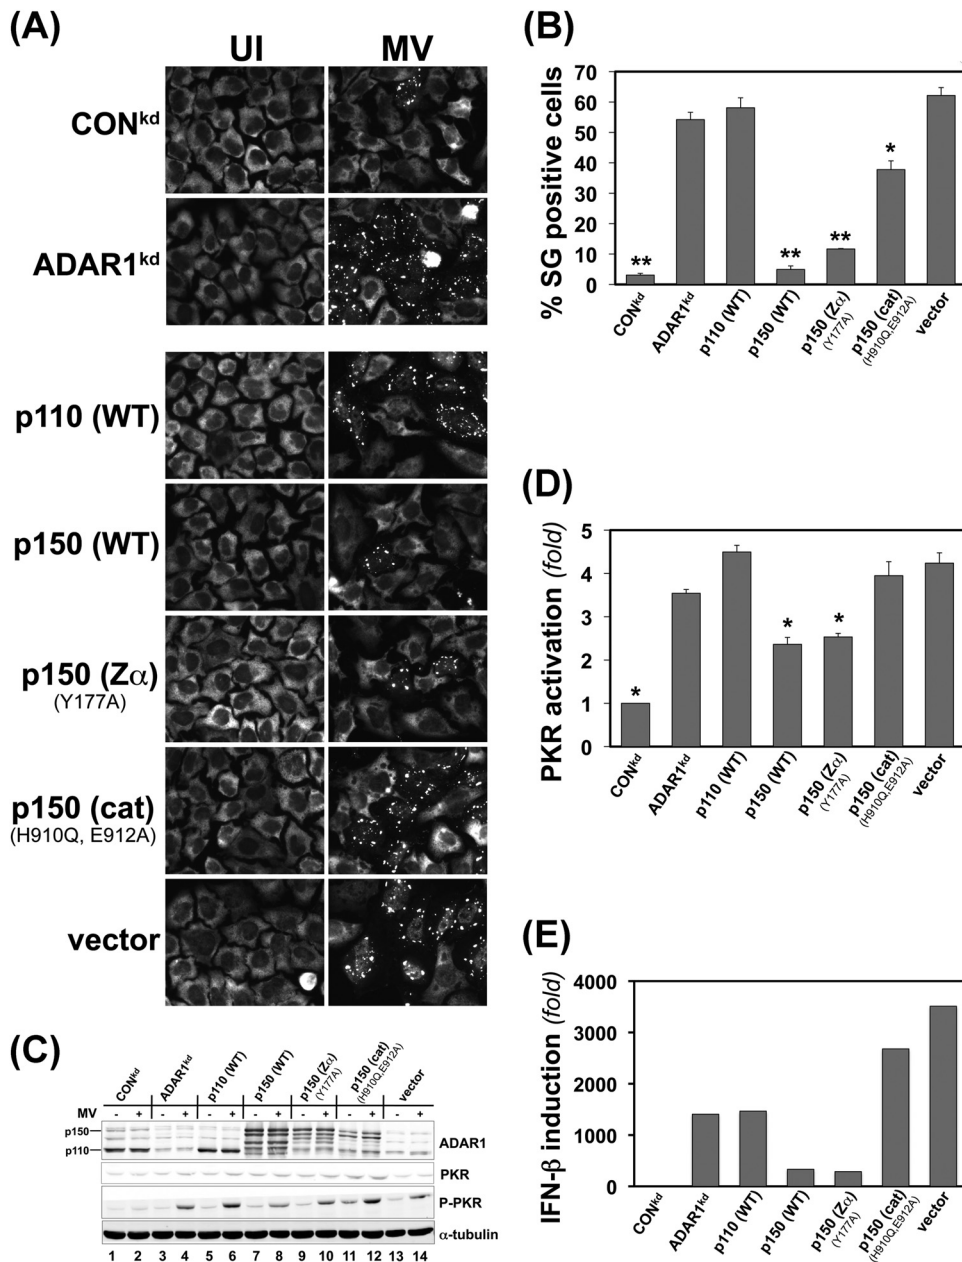 (A)
UI MV
CONkd
ADAR1kd
p110 (WT)
p150 (WT)
p150 (Zα)
(Y177A)
p150 (cat)
(H910Q, E912A)
vector
(B)
% SG positive cells
70
60
50
40
30
20
10
0
** ** ** *
CONkd
ADAR1kd
p110 (WT)
p150 (WT)
p150 (Zα)
(Y177A)
p150 (cat)
(H910Q,E912A)
vector
(C)
CONkd
ADAR1kd
p110 (WT)
p150 (WT)
p150 (Zα)
(Y177A)
p150 (cat)
(H910Q,E912A)
vector
MV - + - + - + - + - + - + - +
p150
p110
ADAR1
PKR
P-PKR
α-tubulin
1 2 3 4 5 6 7 8 9 10 11 12 13 14
(D)
PKR activation (fold)
5
4
3
2
1
0
* * *
CONkd
ADAR1kd
p110 (WT)
p150 (WT)
p150 (Zα)
(Y177A)
p150 (cat)
(H910Q,E912A)
vector
(E)
IFN-β induction (fold)
4000
3000
2000
1000
0
CONkd
ADAR1kd
p110 (WT)
p150 (WT)
p150 (Zα)
(Y177A)
p150 (cat)
(H910Q,E912A)
vector